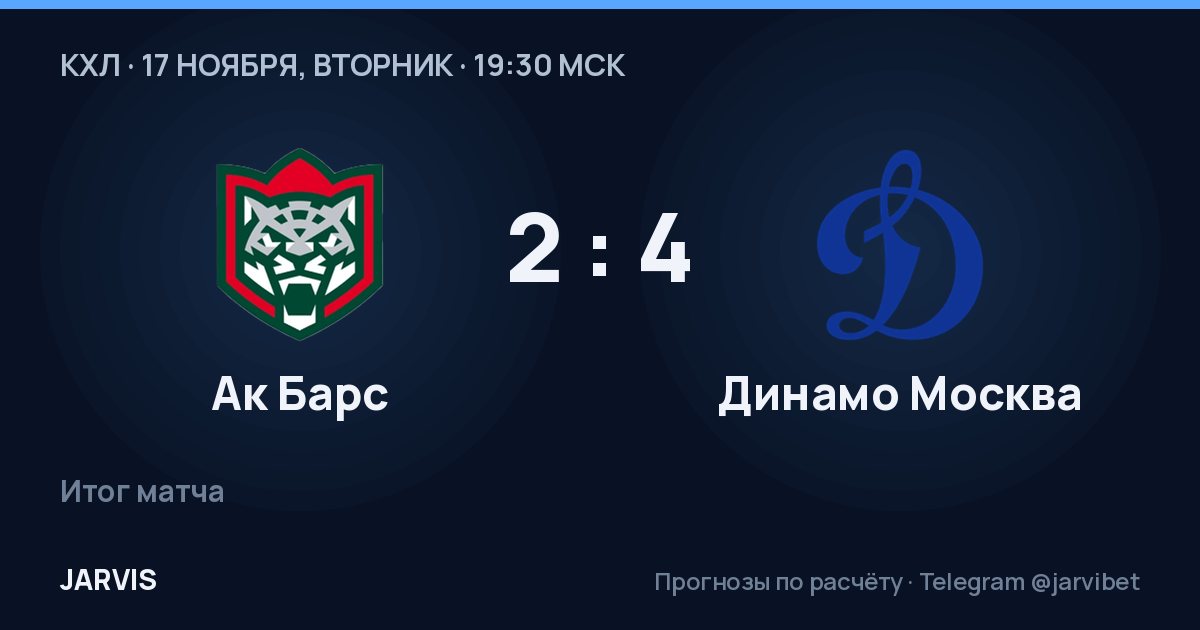 КХЛ · 17 НОЯБРЯ, ВТОРНИК · 19:30 МСК
2 : 4
Ак Барс
Динамо Москва
Итог матча
JARVIS
Прогнозы по расчёту · Telegram @jarvibet